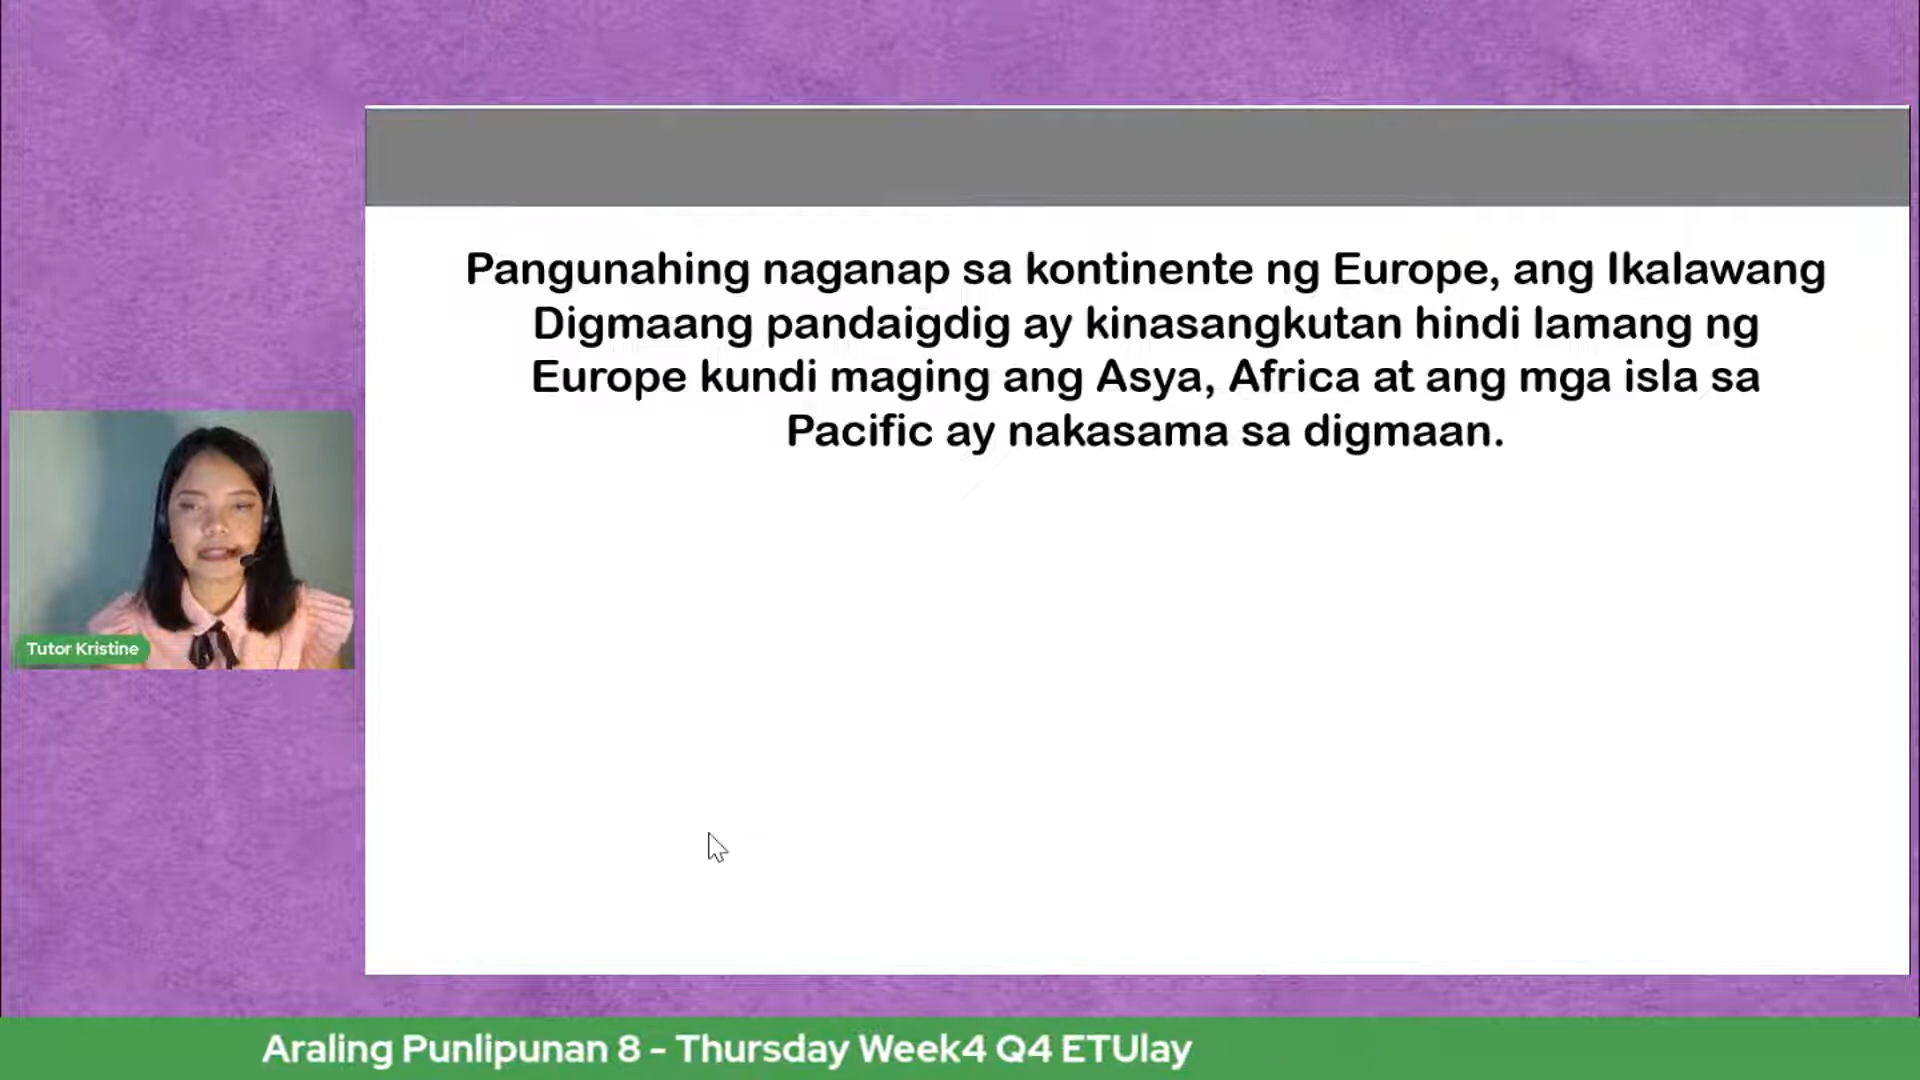 Pangunahing naganap sa kontinente ng Europe, ang Ikalawang
Digmaang pandaigdig ay kinasangkutan hindi lamang ng
Europe kundi maging ang Asya, Africa at ang mga isla sa
Pacific ay nakasama sa digmaan.
Tutor Kristine
Araling Punlipunan 8 - Thursday Week4 Q4 ETUlay